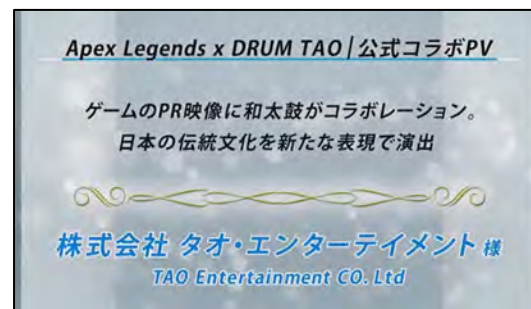 Apex Legends x DRUM TAO|公式コラボPV
ゲームのPR映像に和太鼓がコラボレーション。
日本の伝統文化を新たな表現で演出
株式会社 タオ・エンターテイメント 様
TAO Entertainment CO. Ltd